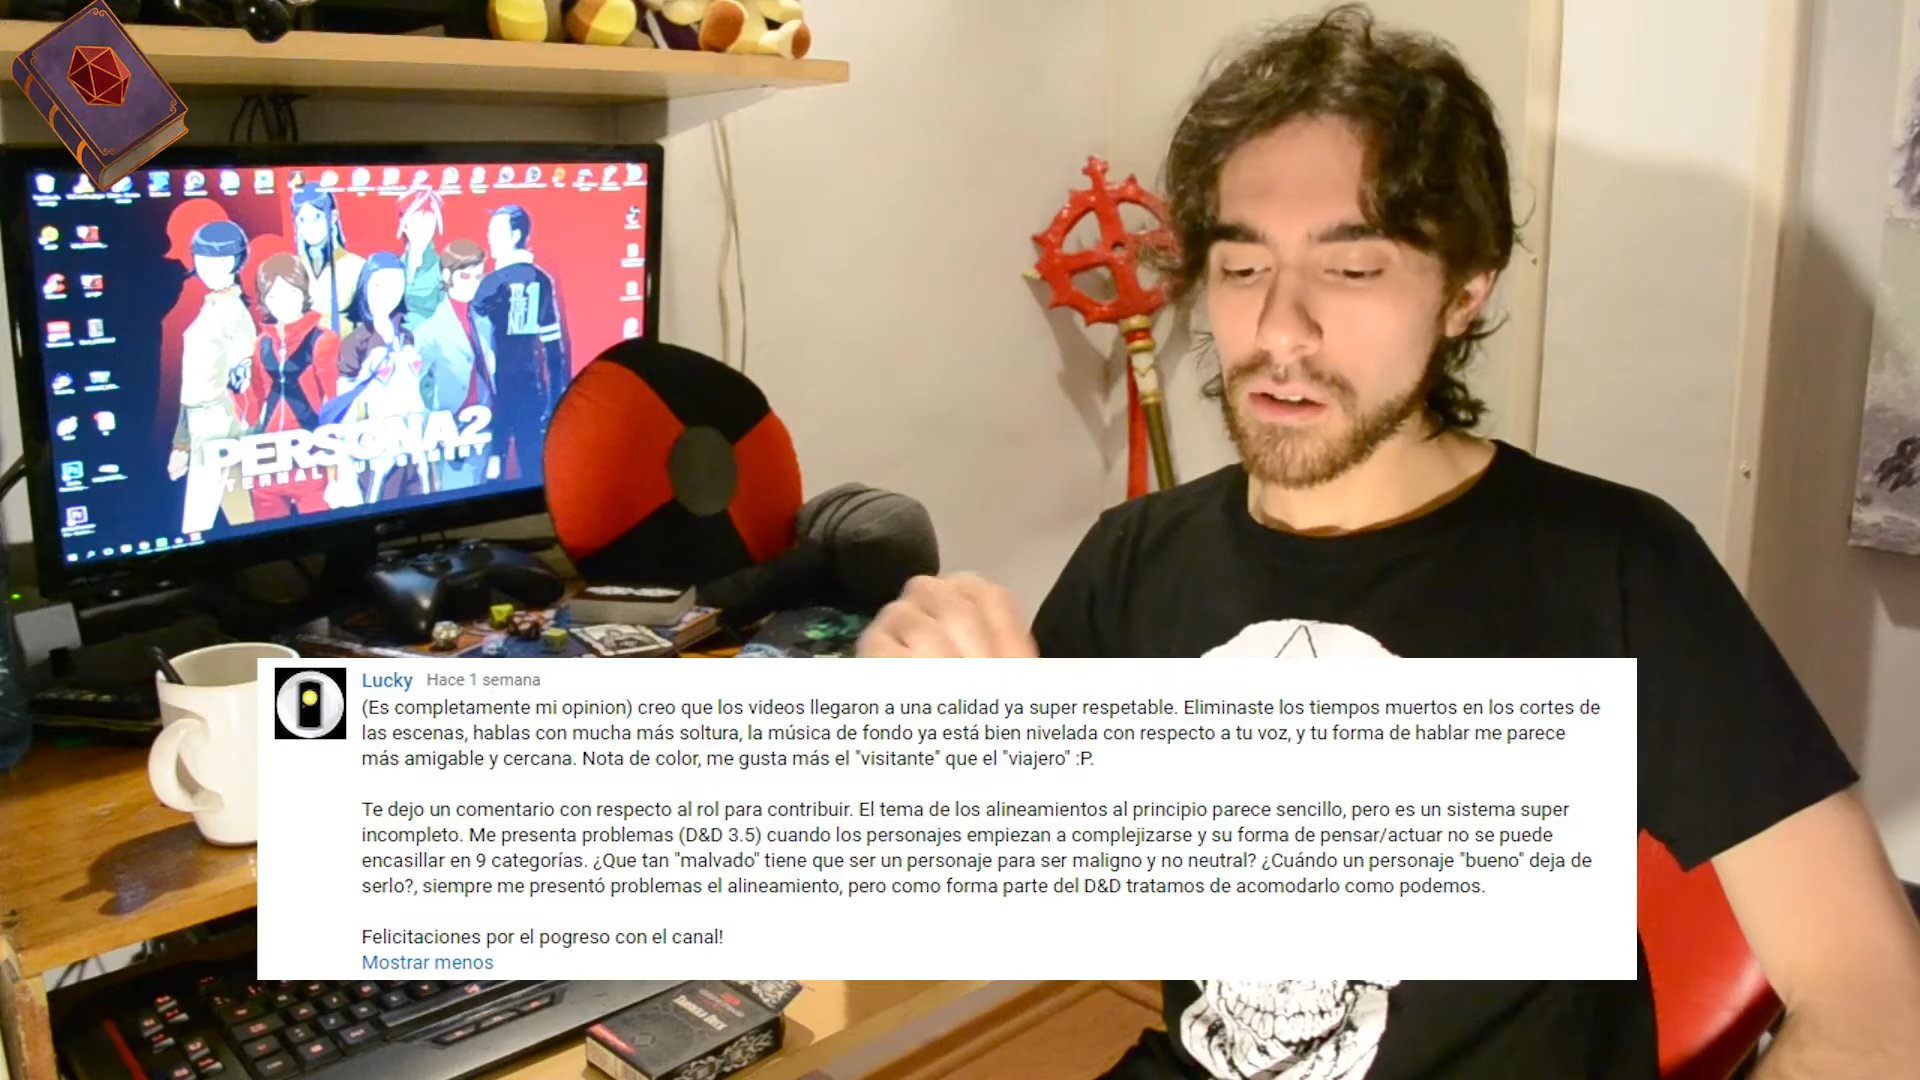 PERSONA2
Lucky Hace 1 semana
(Es completamente mi opinion) creo que los videos llegaron a una calidad ya super respetable. Eliminaste los tiempos muertos en los cortes de
las escenas, hablas con mucha más soltura, la música de fondo ya está bien nivelada con respecto a tu voz, y tu forma de hablar me parece
más amigable y cercana. Nota de color, me gusta más el "visitante" que el "viajero" :P.
Te dejo un comentario con respecto al rol para contribuir. El tema de los alineamientos al principio parece sencillo, pero es un sistema super
incompleto. Me presenta problemas (D&D 3.5) cuando los personajes empiezan a complejizarse y su forma de pensar/actuar no se puede
encasillar en 9 categorías. ¿Que tan "malvado" tiene que ser un personaje para ser maligno y no neutral? ¿Cuándo un personaje "bueno" deja de
serlo?, siempre me presentó problemas el alineamiento, pero como forma parte del D&D tratamos de acomodarlo como podemos.
Felicitaciones por el pogreso con el canal!
Mostrar menos